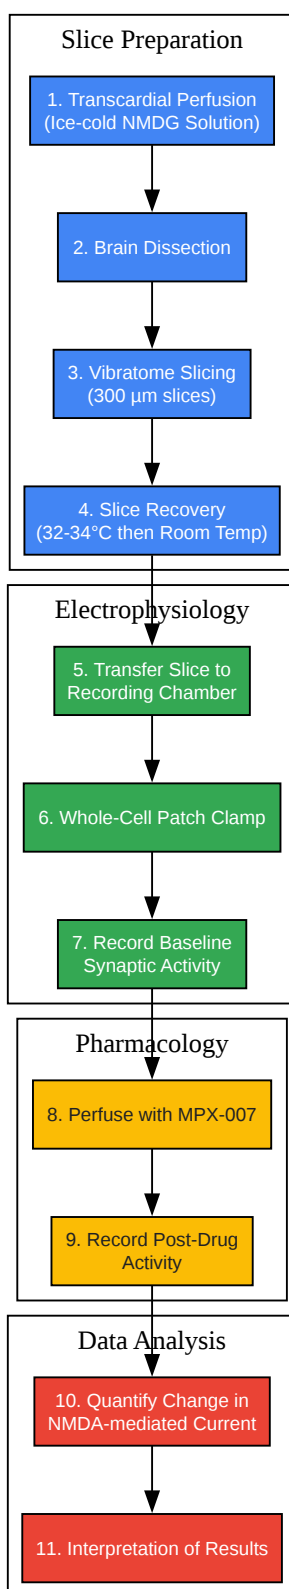 Slice Preparation
1. Transcardial Perfusion
(Ice-cold NMDG Solution)
2. Brain Dissection
3. Vibratome Slicing
(300 µm slices)
4. Slice Recovery
(32-34°C then Room Temp)
Electrophysiology
5. Transfer Slice to
Recording Chamber
6. Whole-Cell Patch Clamp
7. Record Baseline
Synaptic Activity
Pharmacology
8. Perfuse with MPX-007
9. Record Post-Drug
Activity
Data Analysis
10. Quantify Change in
NMDA-mediated Current
11. Interpretation of Results